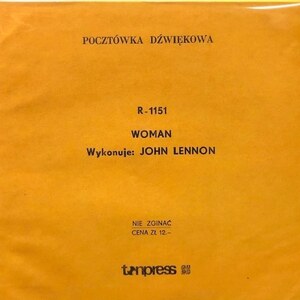 POCZTÓWKA DŹWIĘKOWA
R-1151
WOMAN
Wykonuje: JOHN LENNON
NIE ZGINAĆ
CENA ZŁ 12.-
tonpress